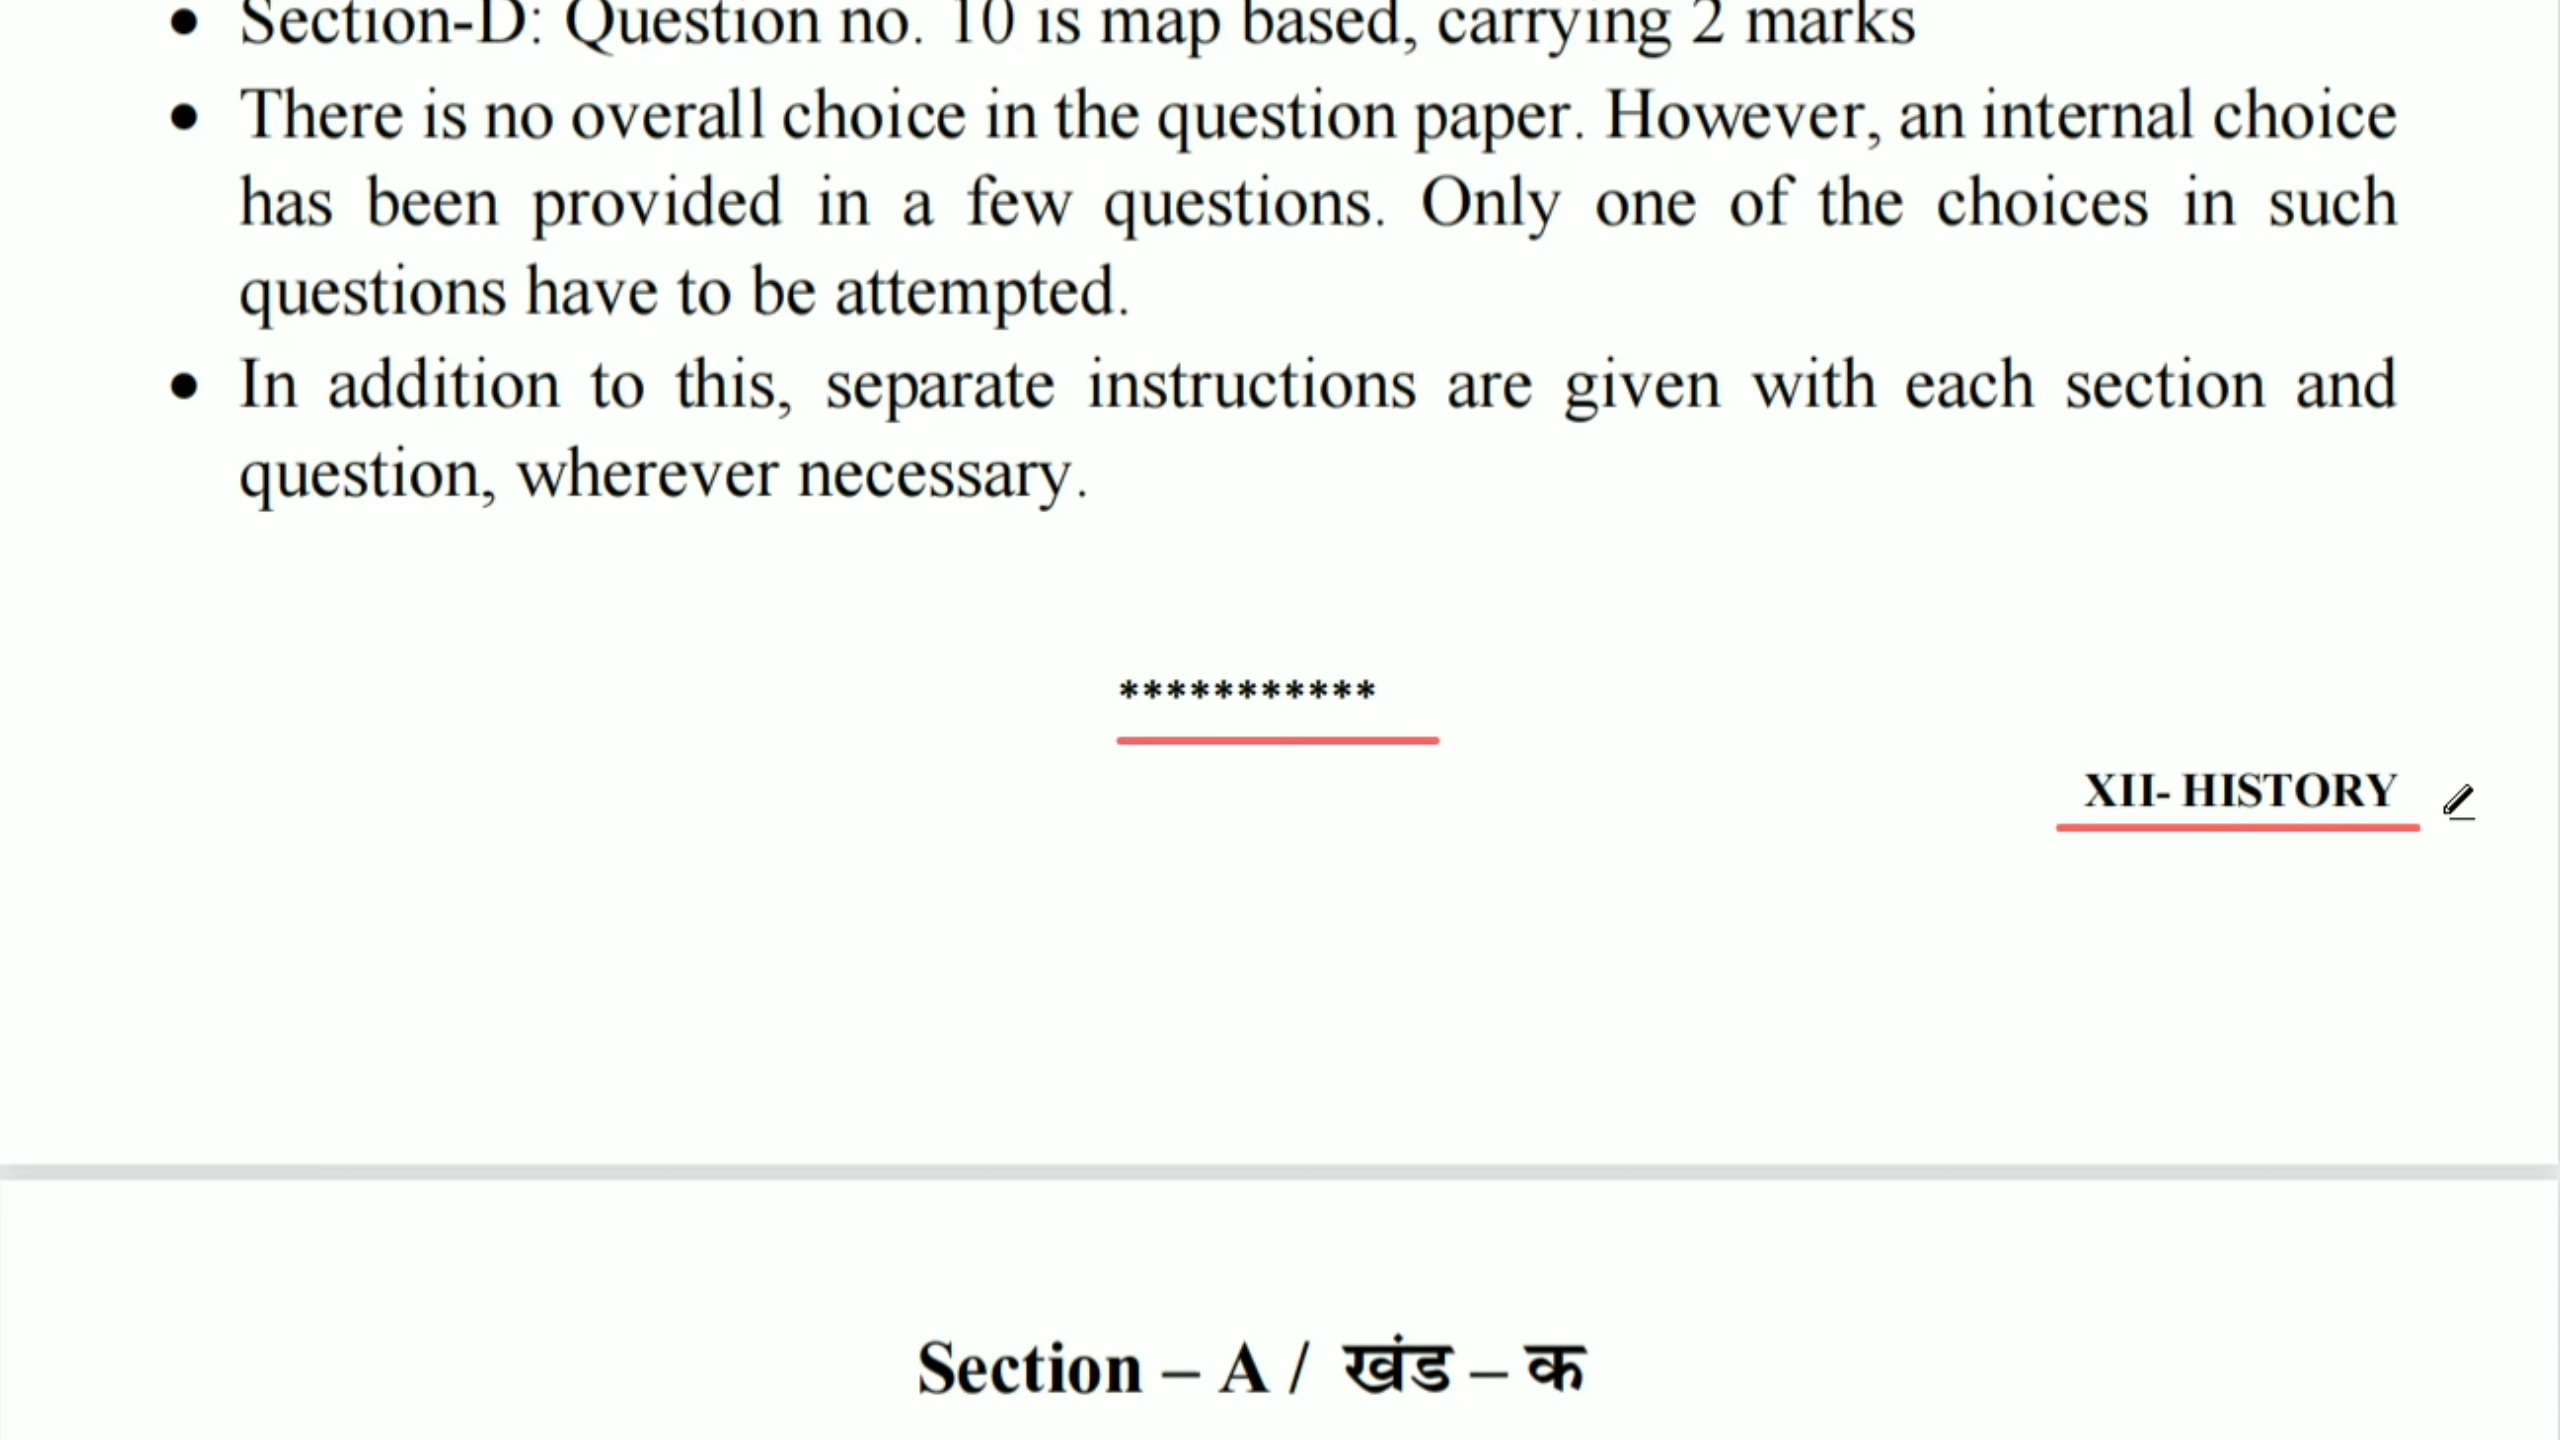 • Section-D: Question no. 10 is map based, carrying 2 marks
• There is no overall choice in the question paper. However, an internal choice
has been provided in a few questions. Only one of the choices in such
questions have to be attempted.
• In addition to this, separate instructions are given with each section and
question, wherever necessary.
***********
XII- HISTORY
Section – A / खंड – क